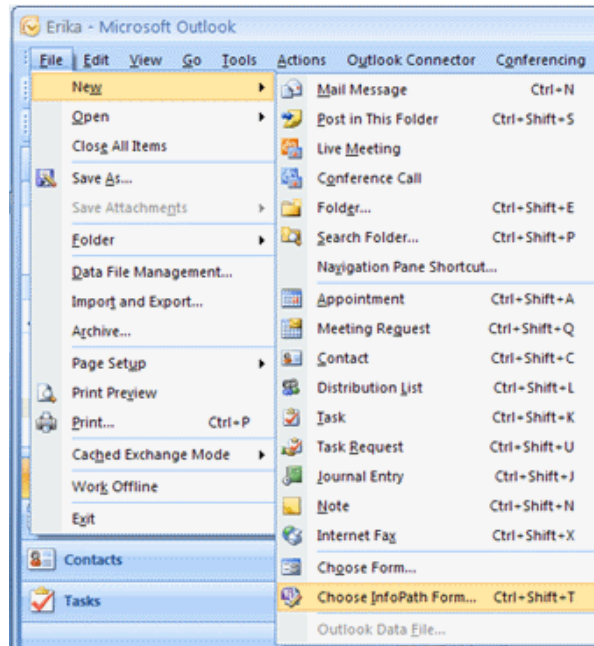 Erika - Microsoft Outlook
File Edit View Go Tools Actions Outlook Connector Conferencing
New
Open
Close All Items
Save As...
Save Attachments
Folder
Data File Management...
Import and Export...
Archive...
Page Setup
Print Preview
Print... Ctrl+P
Cached Exchange Mode
Work Offline
Exit
Contacts
Tasks
Mail Message Ctrl+N
Post in This Folder Ctrl+Shift+S
Live Meeting
Conference Call
Folder... Ctrl+Shift+E
Search Folder... Ctrl+Shift+P
Navigation Pane Shortcut...
Appointment Ctrl+Shift+A
Meeting Request Ctrl+Shift+Q
Contact Ctrl+Shift+C
Distribution List Ctrl+Shift+L
Task Ctrl+Shift+K
Task Request Ctrl+Shift+U
Journal Entry Ctrl+Shift+J
Note Ctrl+Shift+N
Internet Fax Ctrl+Shift+X
Choose Form...
Choose InfoPath Form... Ctrl+Shift+T
Outlook Data File...